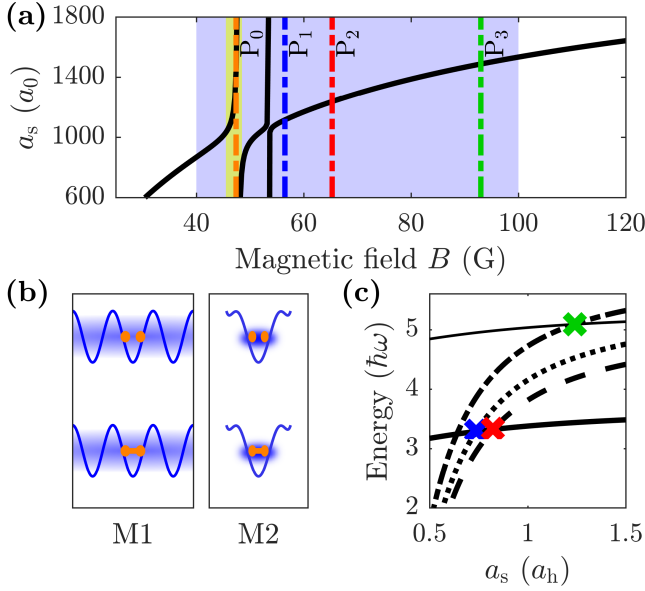 (a)
1800
1400
1000
600
a_s (a_0)
P_0
P_1
P_2
P_3
40
60
80
100
120
Magnetic field B (G)
(b)
M1
M2
(c)
5
4
3
2
Energy (ħω)
0.5
1
1.5
a_s (a_h)